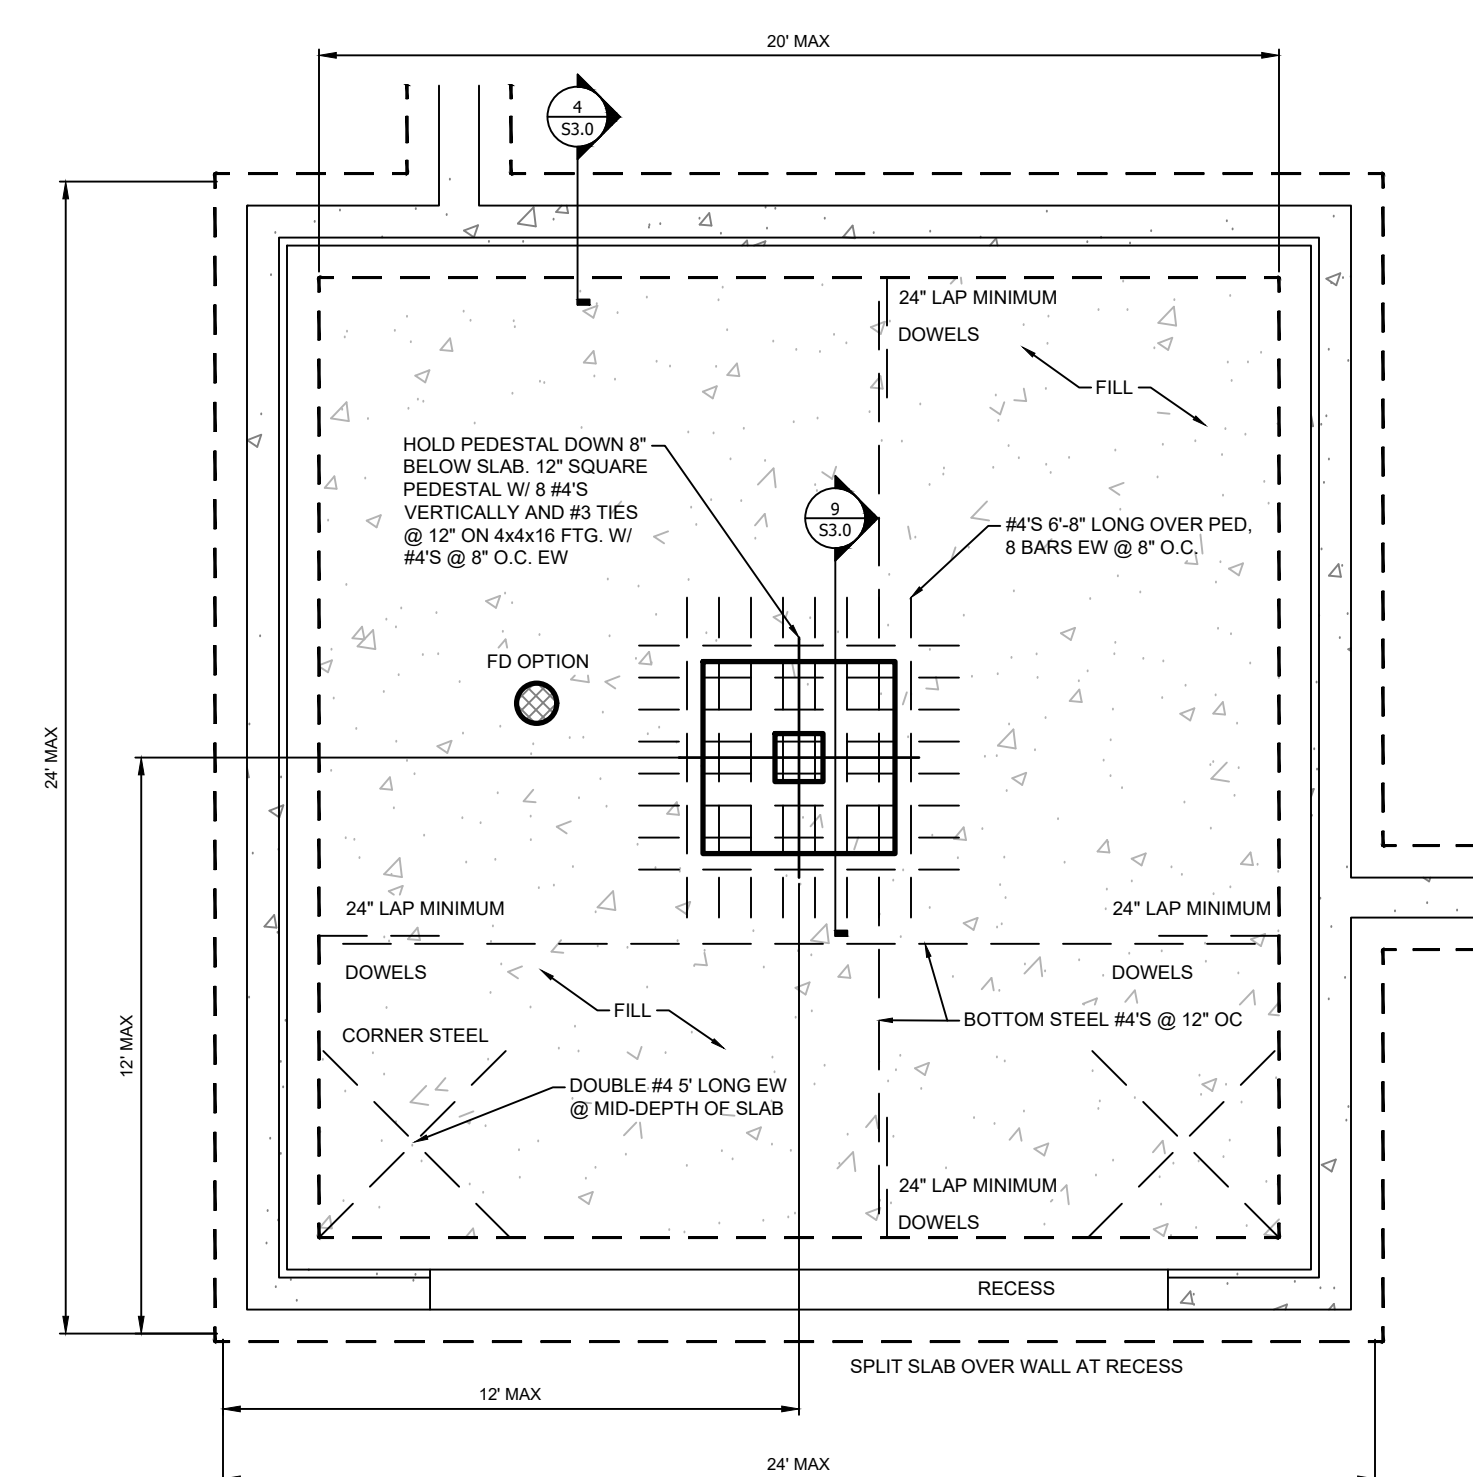 20' MAX
4
S3.0
24" LAP MINIMUM
DOWELS
FILL
HOLD PEDESTAL DOWN 8"
BELOW SLAB. 12" SQUARE
PEDESTAL W/ 8 #4'S
VERTICALLY AND #3 TIES
@ 12" ON 4x4x16 FTG. W/
#4'S @ 8" O.C. EW
9
S3.0
#4'S 6'-8" LONG OVER PED,
8 BARS EW @ 8" O.C.
FD OPTION
24' MAX
24" LAP MINIMUM
24" LAP MINIMUM
DOWELS
DOWELS
FILL
BOTTOM STEEL #4'S @ 12" OC
12' MAX
CORNER STEEL
DOUBLE #4 5' LONG EW
@ MID-DEPTH OF SLAB
24" LAP MINIMUM
DOWELS
RECESS
SPLIT SLAB OVER WALL AT RECESS
12' MAX
24' MAX